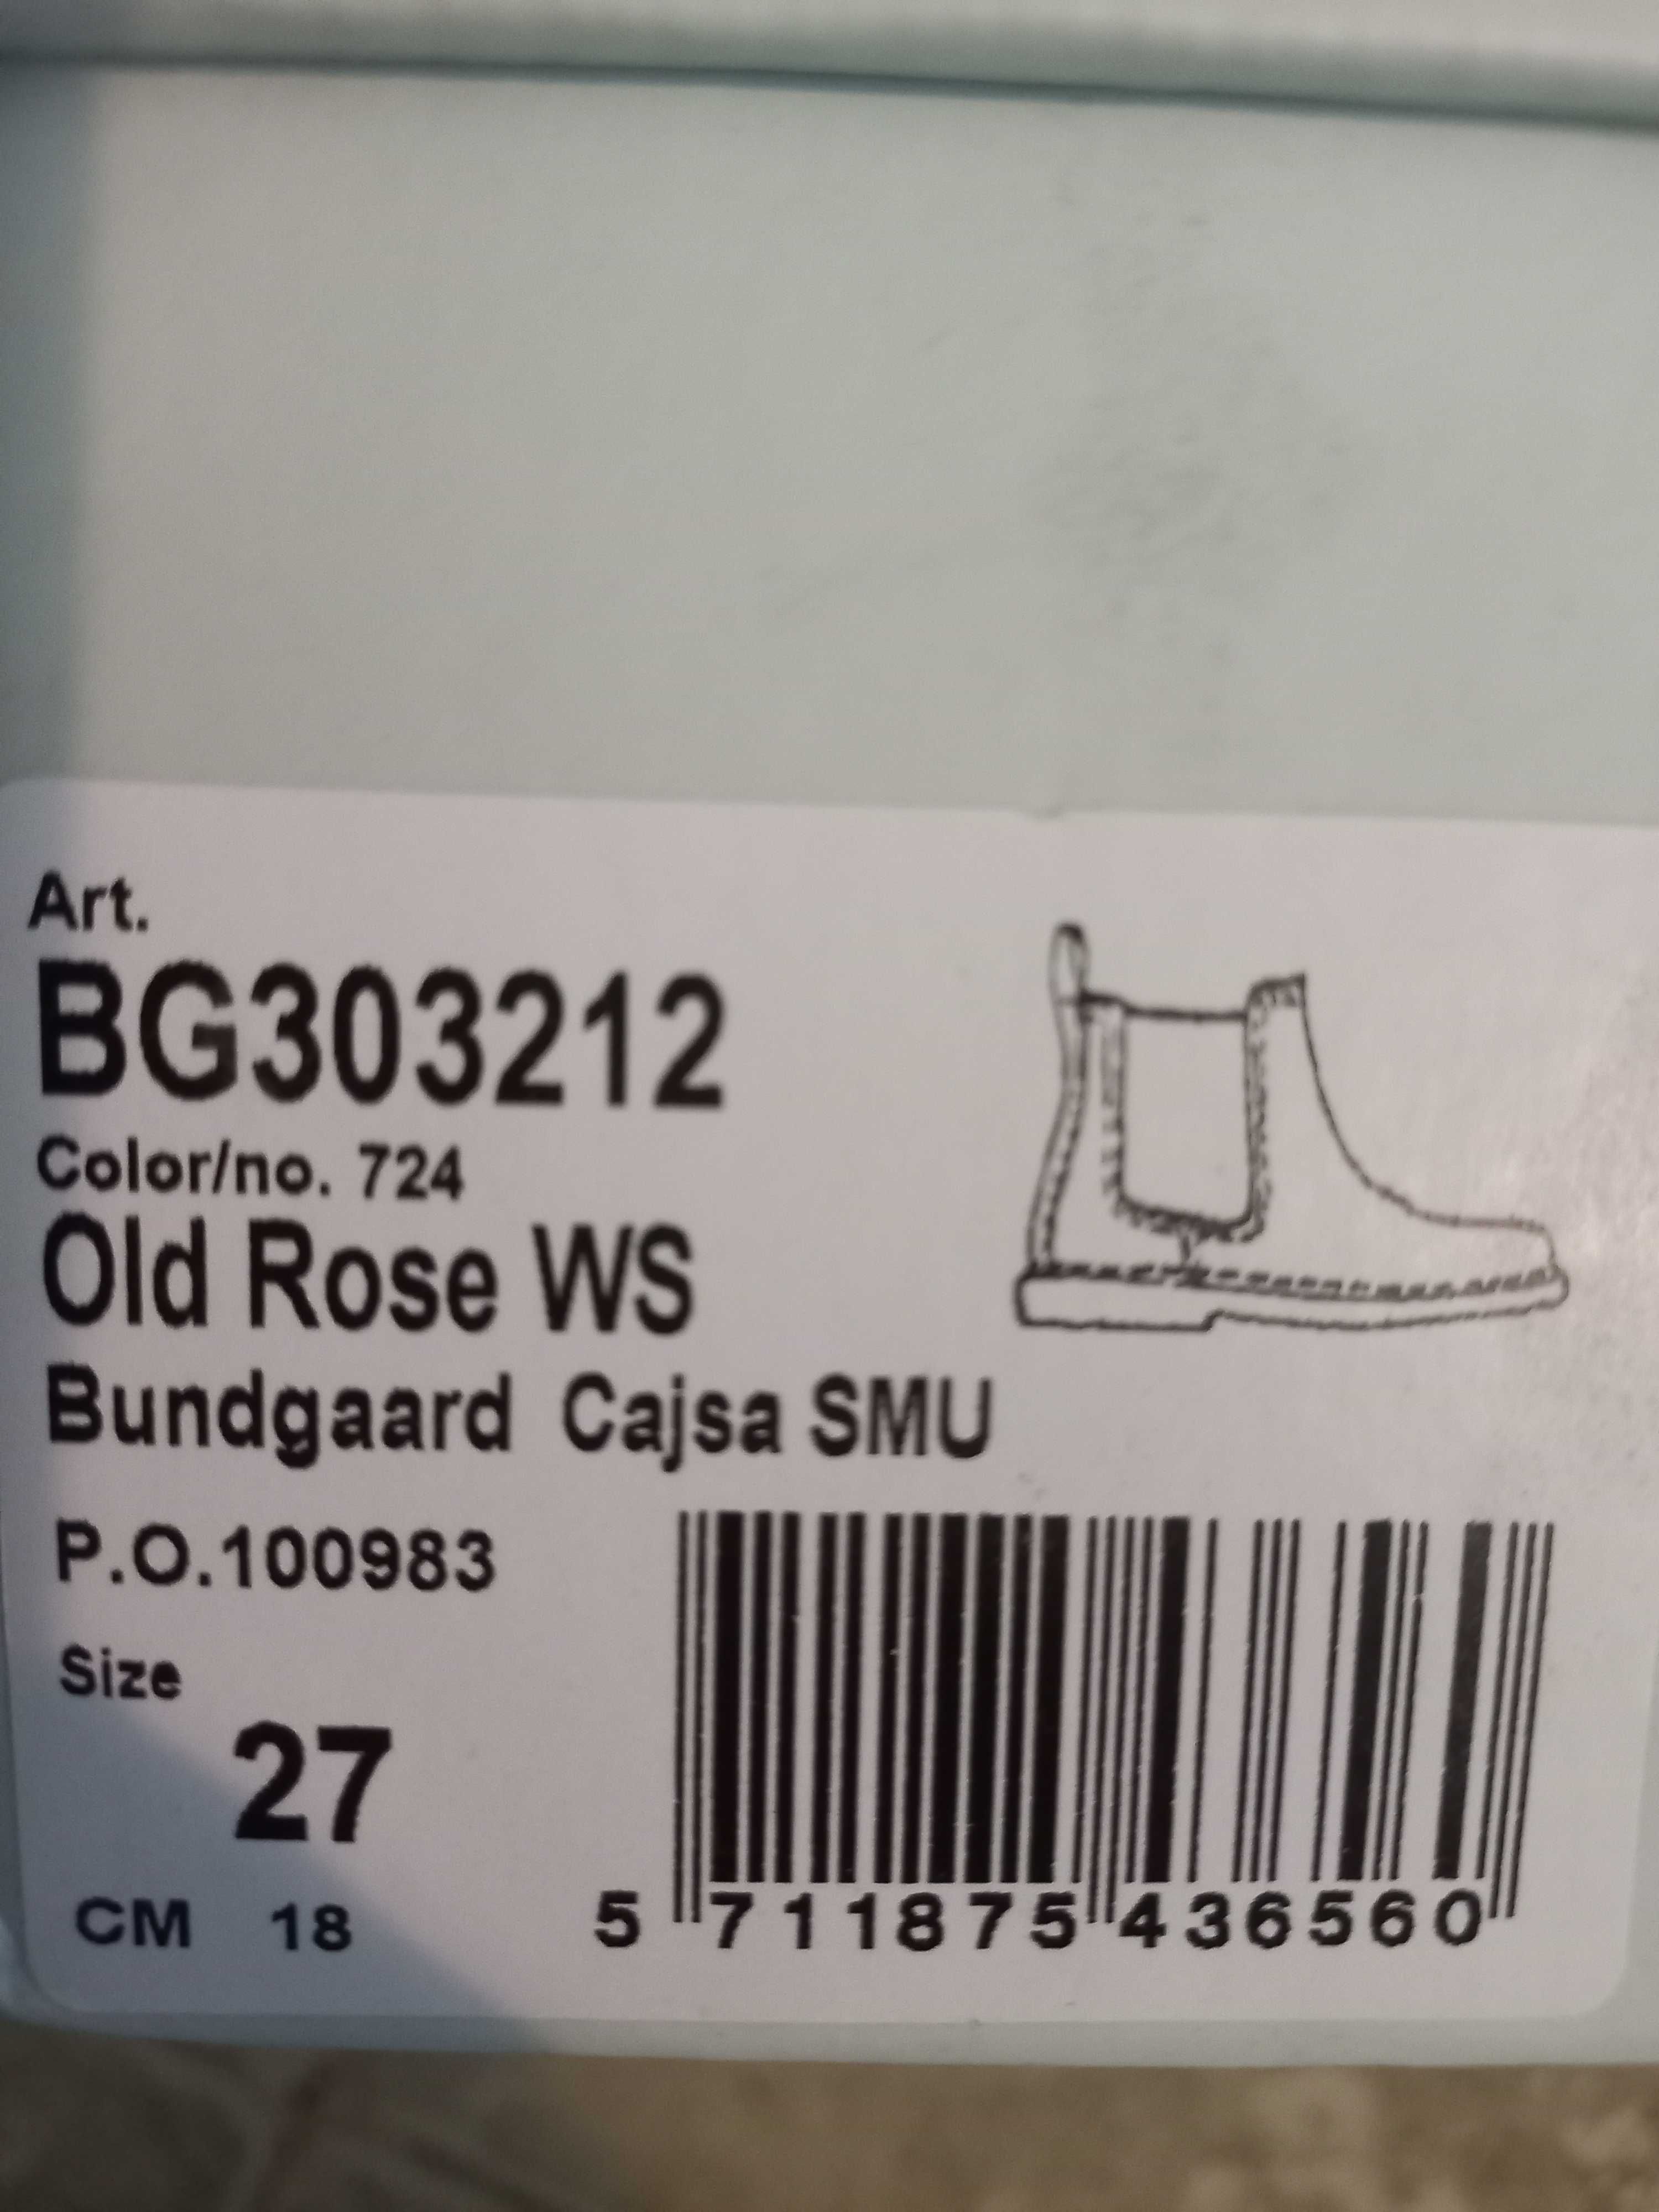 Art.
BG303212
Color/no. 724
Old Rose WS
Bundgaard Cajsa SMU
P.O.100983
Size
27
CM 18
5 711875 436560